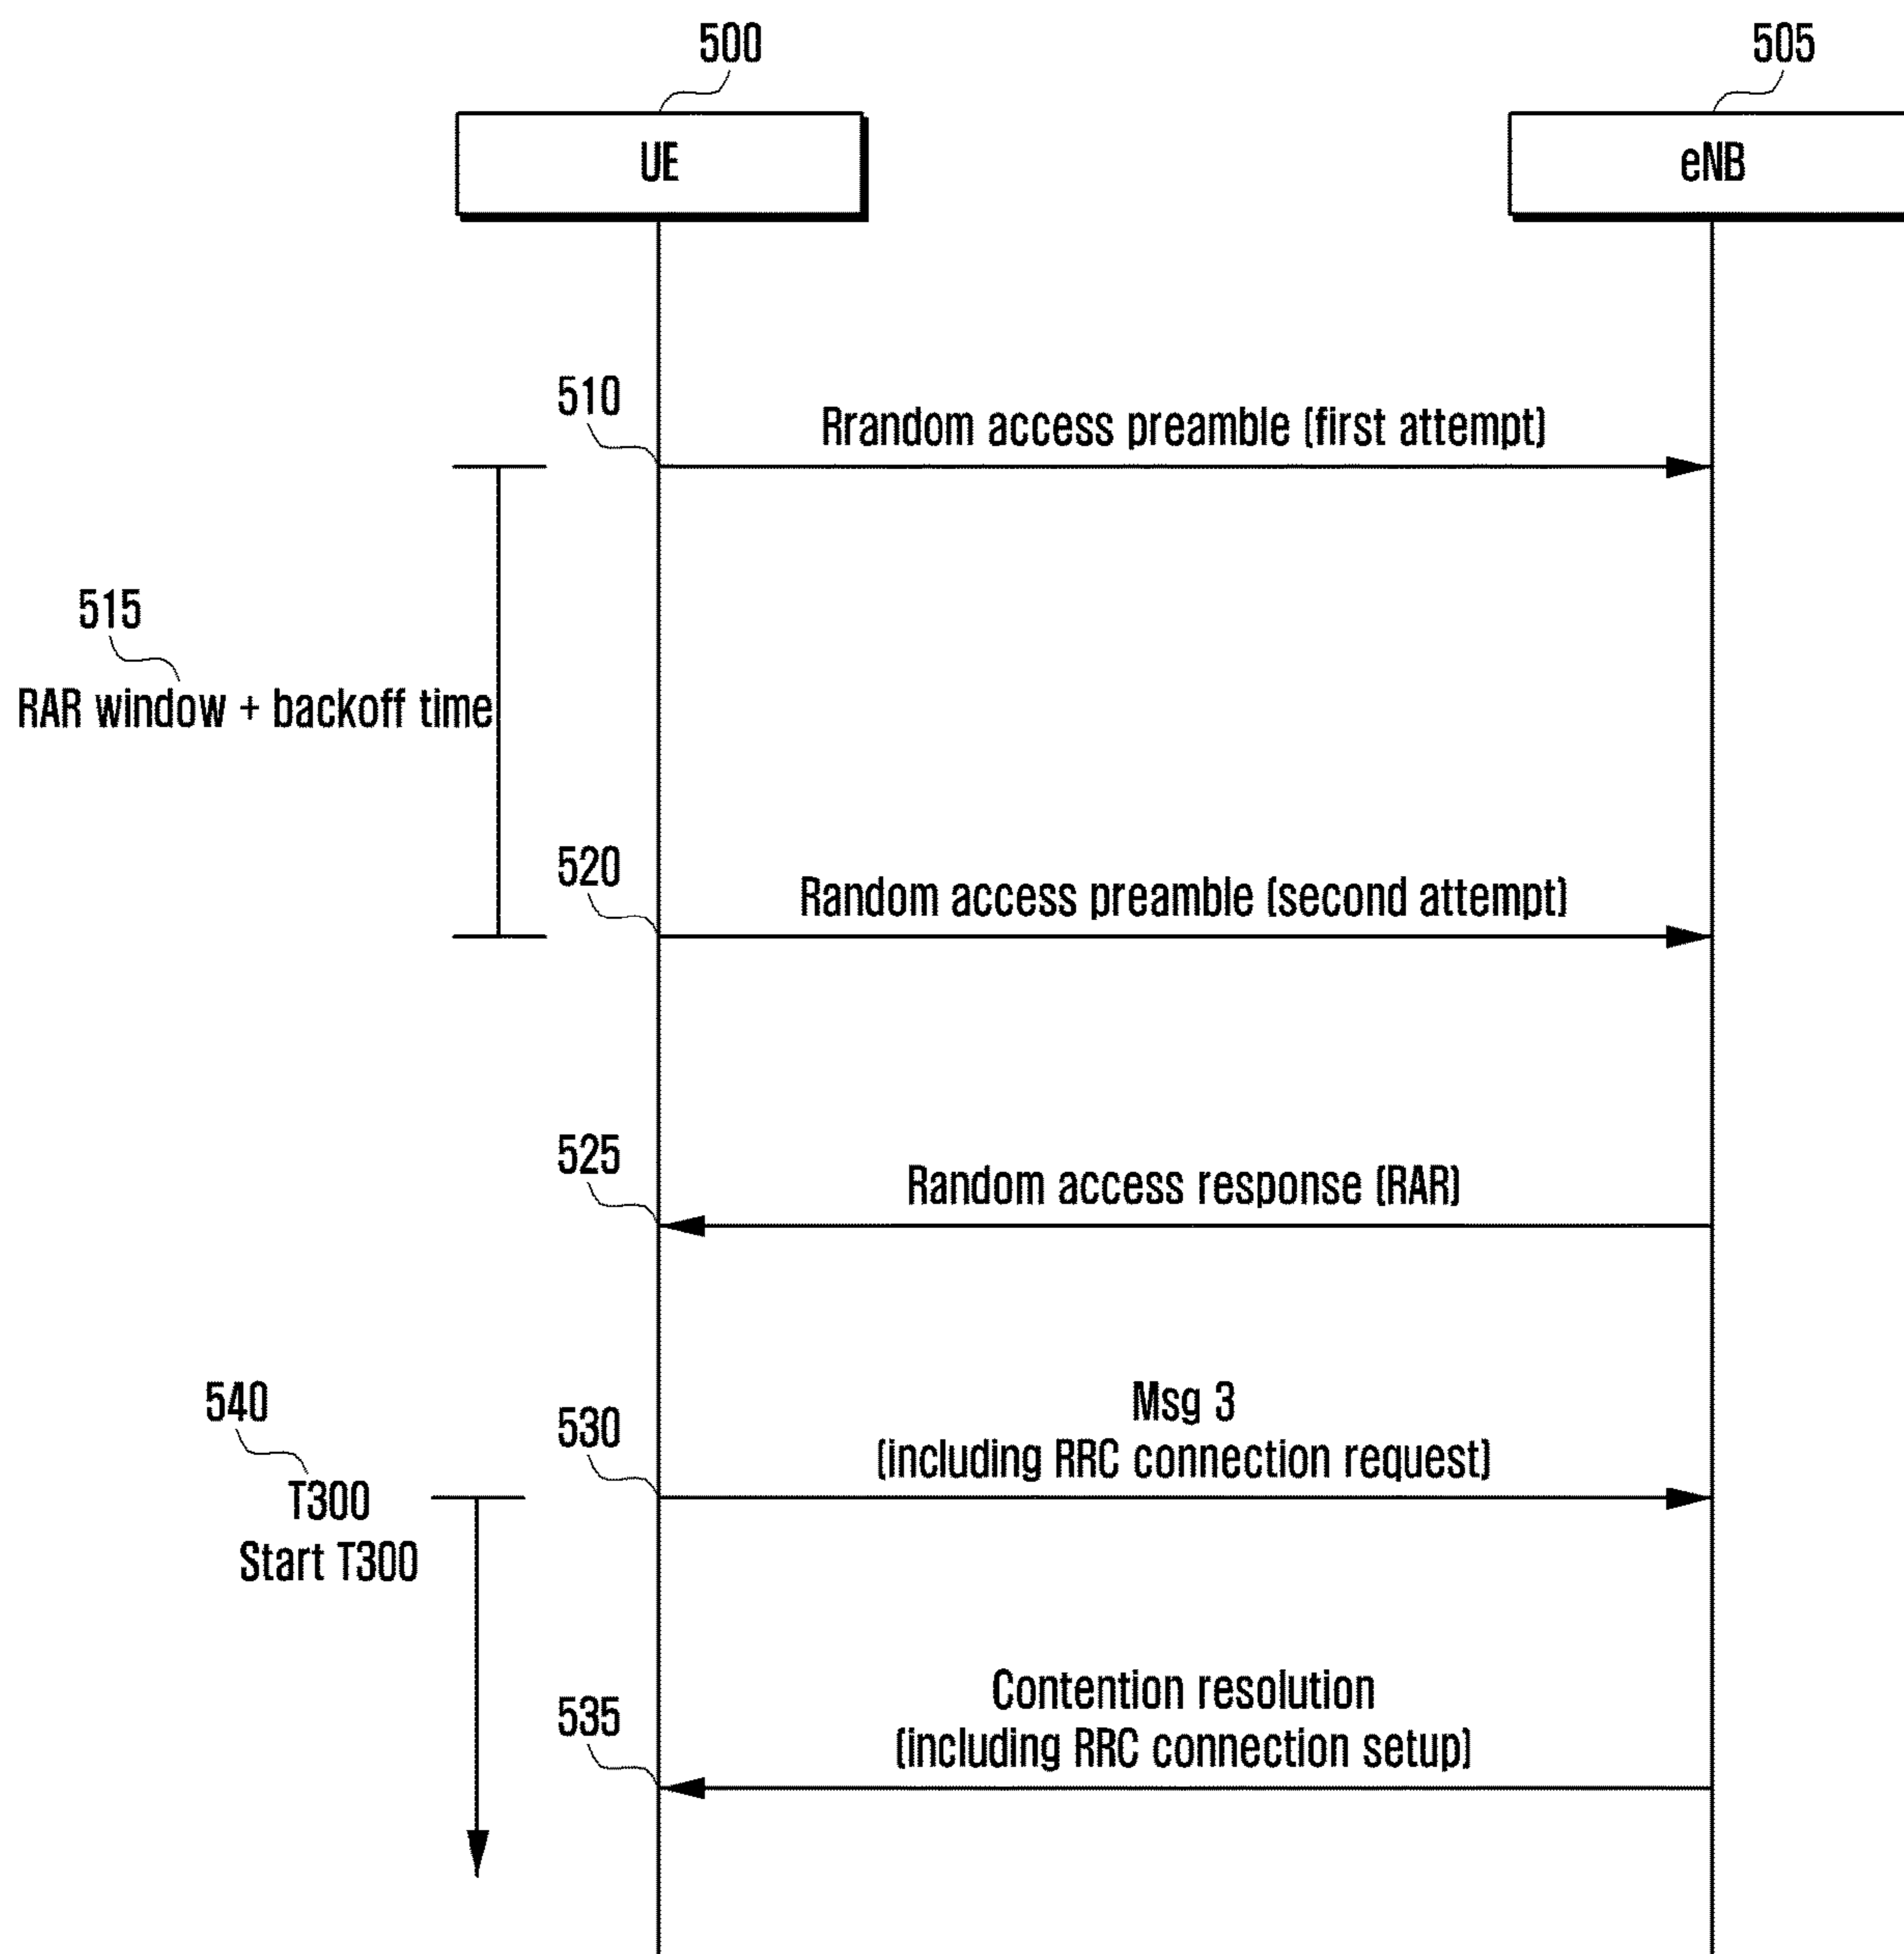 500
505
UE
eNB
510
Rrandom access preamble (first attempt)
515
RAR window + backoff time
520
Random access preamble (second attempt)
525
Random access response (RAR)
540
530
Msg 3
(including RRC connection request)
T300
Start T300
535
Contention resolution
(including RRC connection setup)